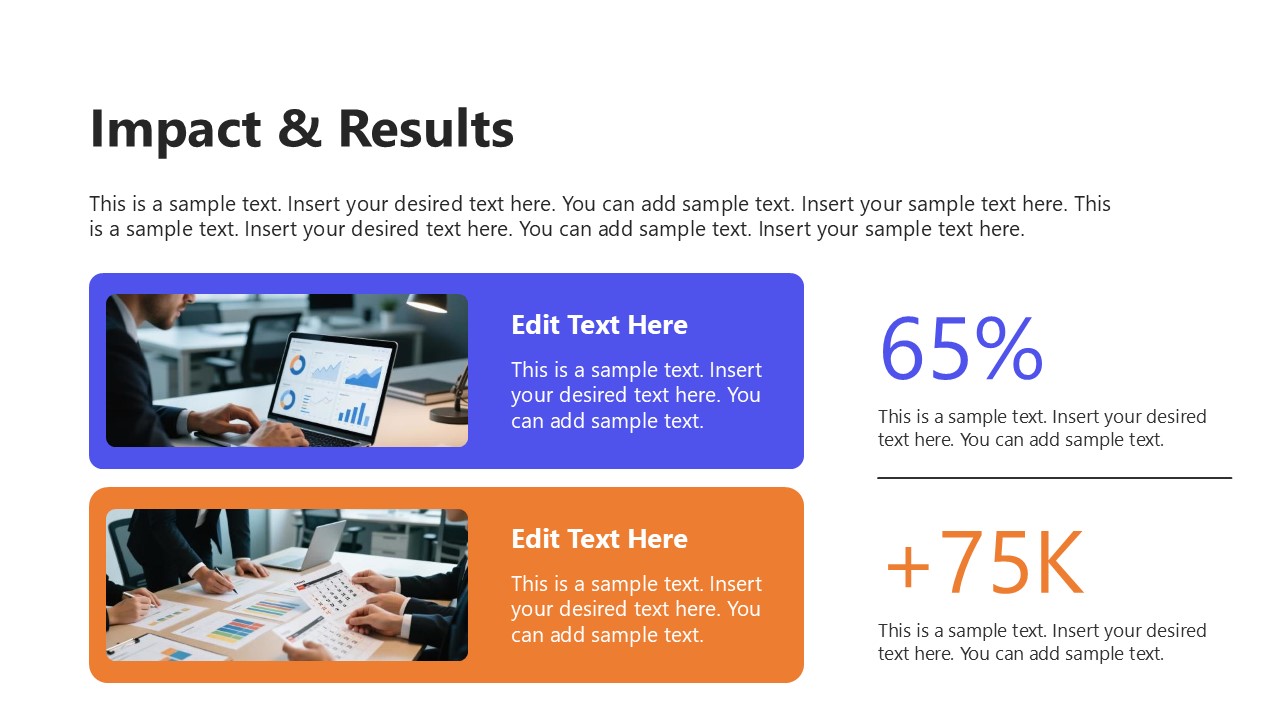 Impact & Results
This is a sample text. Insert your desired text here. You can add sample text. Insert your sample text here. This
is a sample text. Insert your desired text here. You can add sample text. Insert your sample text here.
Edit Text Here
This is a sample text. Insert
your desired text here. You
can add sample text.
65%
This is a sample text. Insert your desired
text here. You can add sample text.
Edit Text Here
This is a sample text. Insert
your desired text here. You
can add sample text.
+75K
This is a sample text. Insert your desired
text here. You can add sample text.